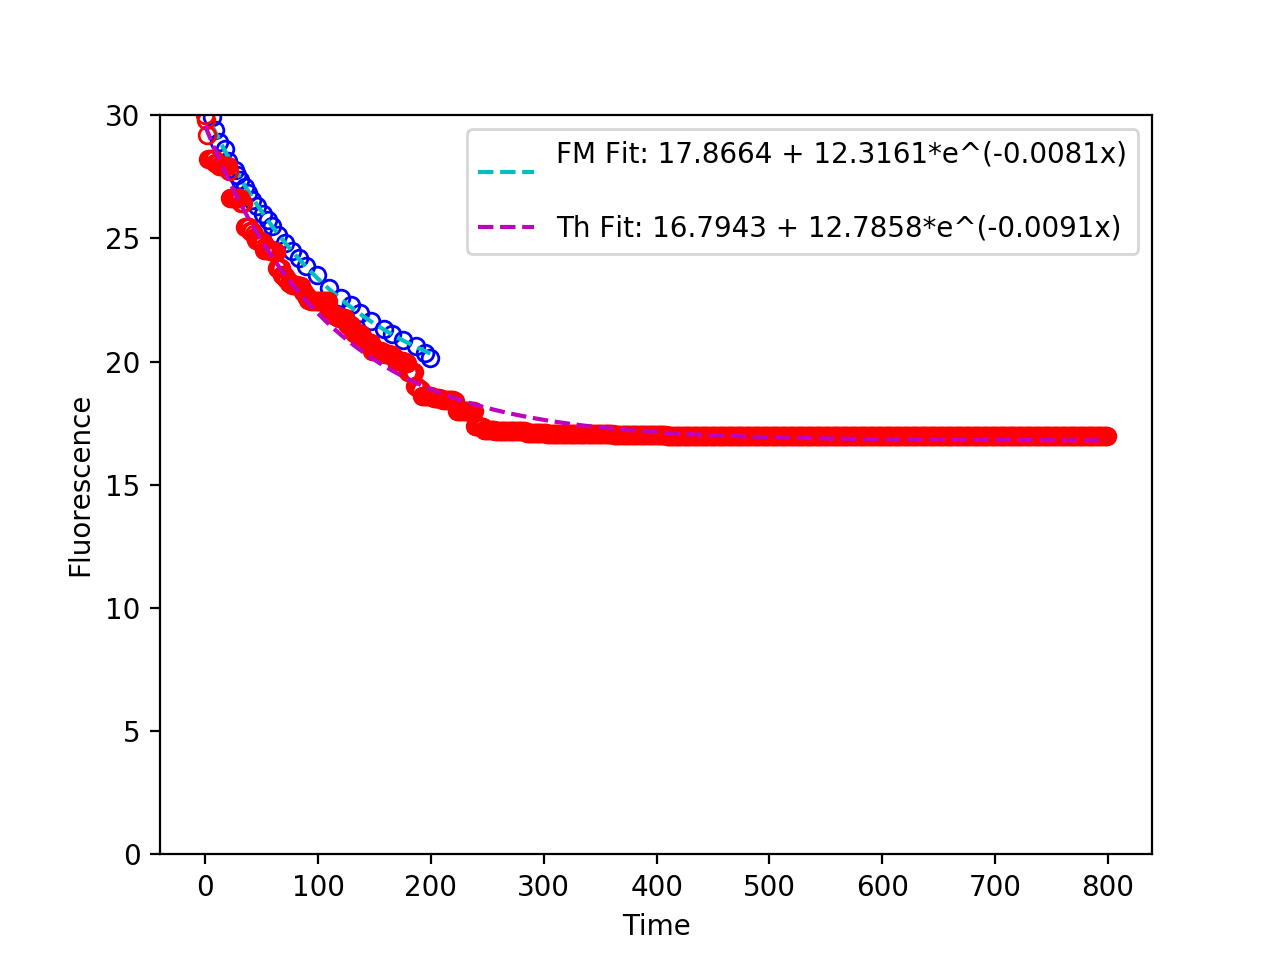 30
25
20
15
10
5
0
Fluorescence
FM Fit: 17.8664 + 12.3161*e^(-0.0081x)
Th Fit: 16.7943 + 12.7858*e^(-0.0091x)
0 100 200 300 400 500 600 700 800
Time